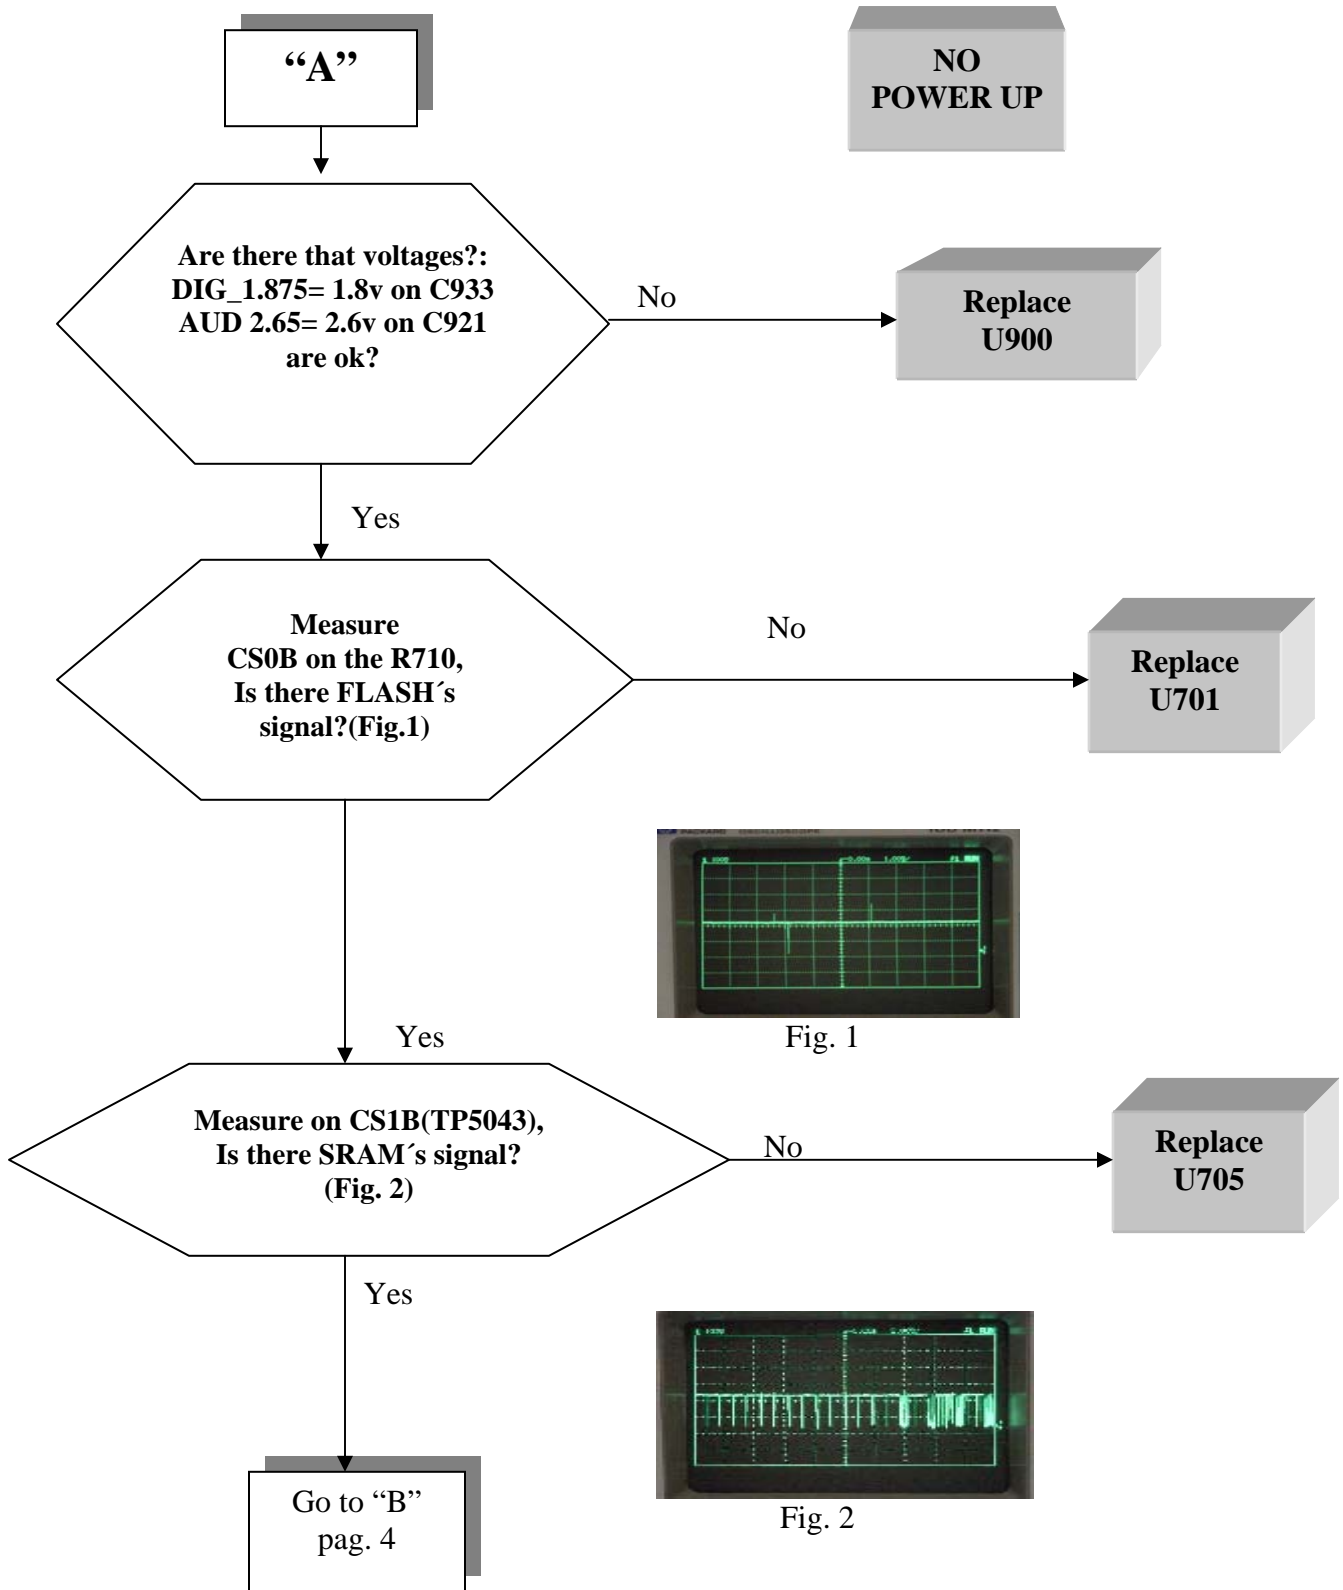 “A”
NO
POWER UP
Are there that voltages?:
DIG_1.875= 1.8v on C933
AUD 2.65= 2.6v on C921
are ok?
No
Replace
U900
Yes
Measure
CS0B on the R710,
Is there FLASH´s
signal?(Fig.1)
No
Replace
U701
Fig. 1
Yes
Measure on CS1B(TP5043),
Is there SRAM´s signal?
(Fig. 2)
No
Replace
U705
Yes
Fig. 2
Go to “B”
pag. 4